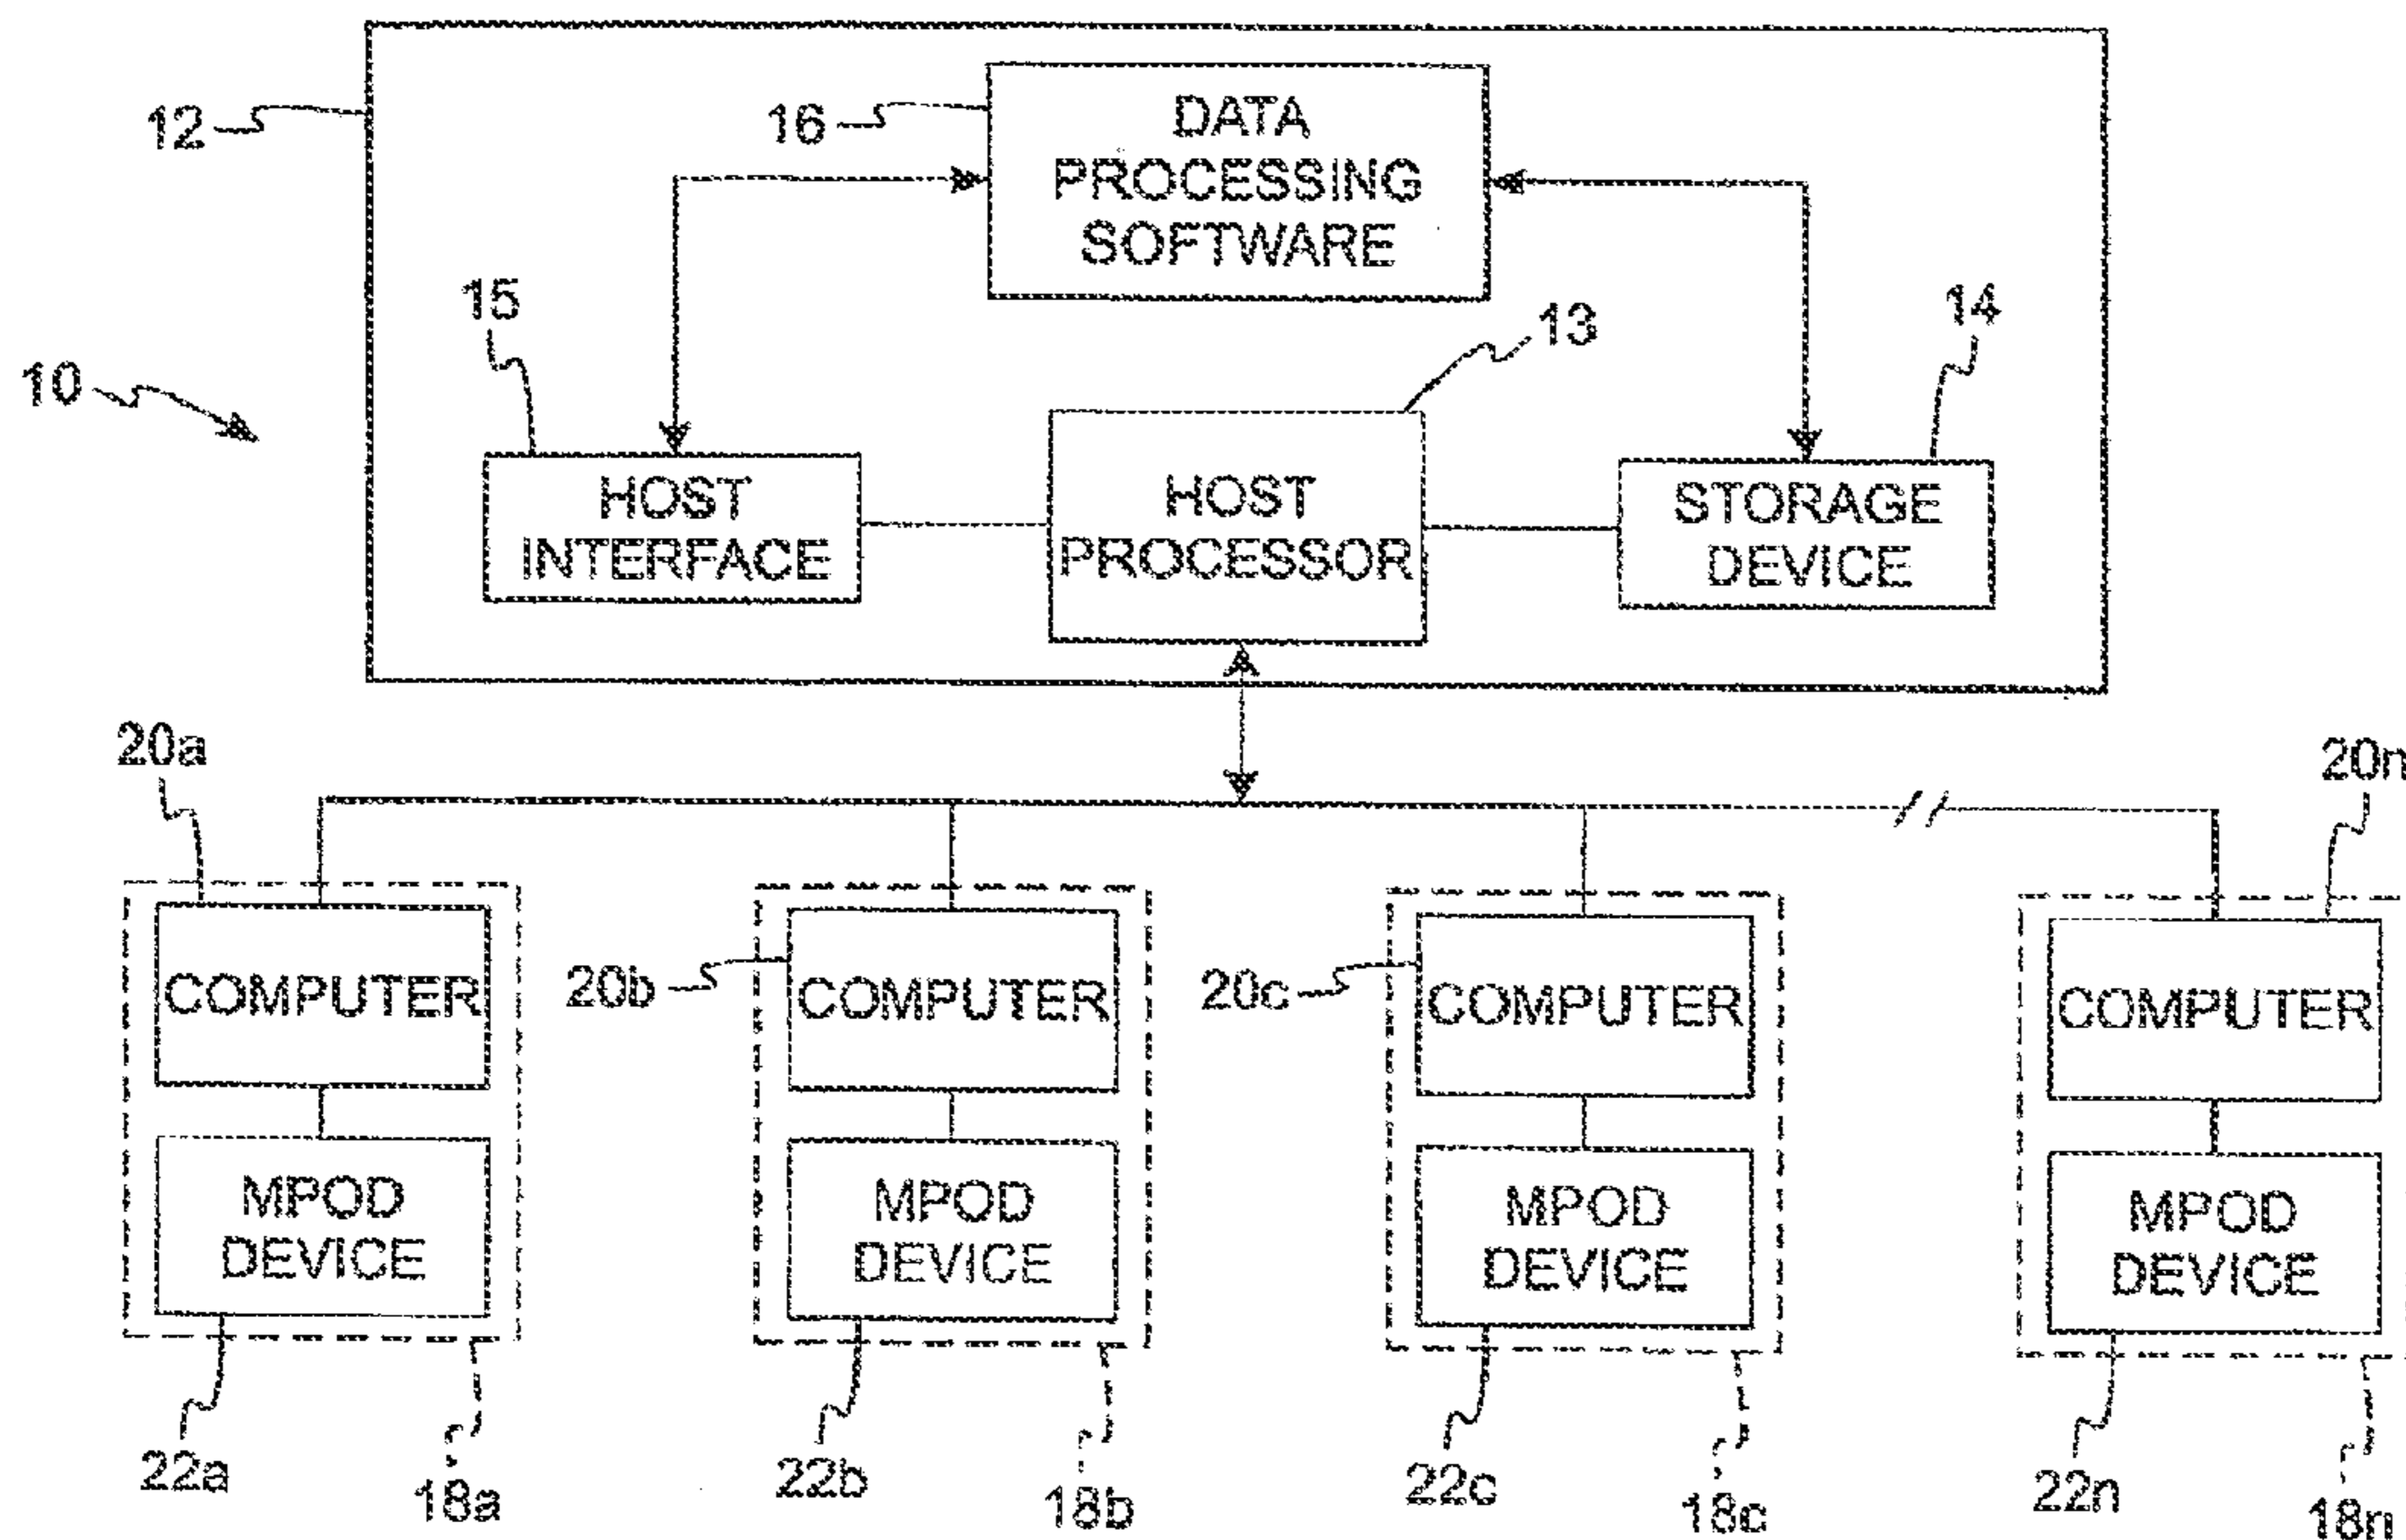 12
16
DATA
PROCESSING
SOFTWARE
15
14
13
10
HOST
INTERFACE
HOST
PROCESSOR
STORAGE
DEVICE
20a
20n
COMPUTER
20b
COMPUTER
20c
COMPUTER
COMPUTER
MPOD
DEVICE
MPOD
DEVICE
MPOD
DEVICE
MPOD
DEVICE
22a
18a
22b
18b
22c
18c
22n
18n